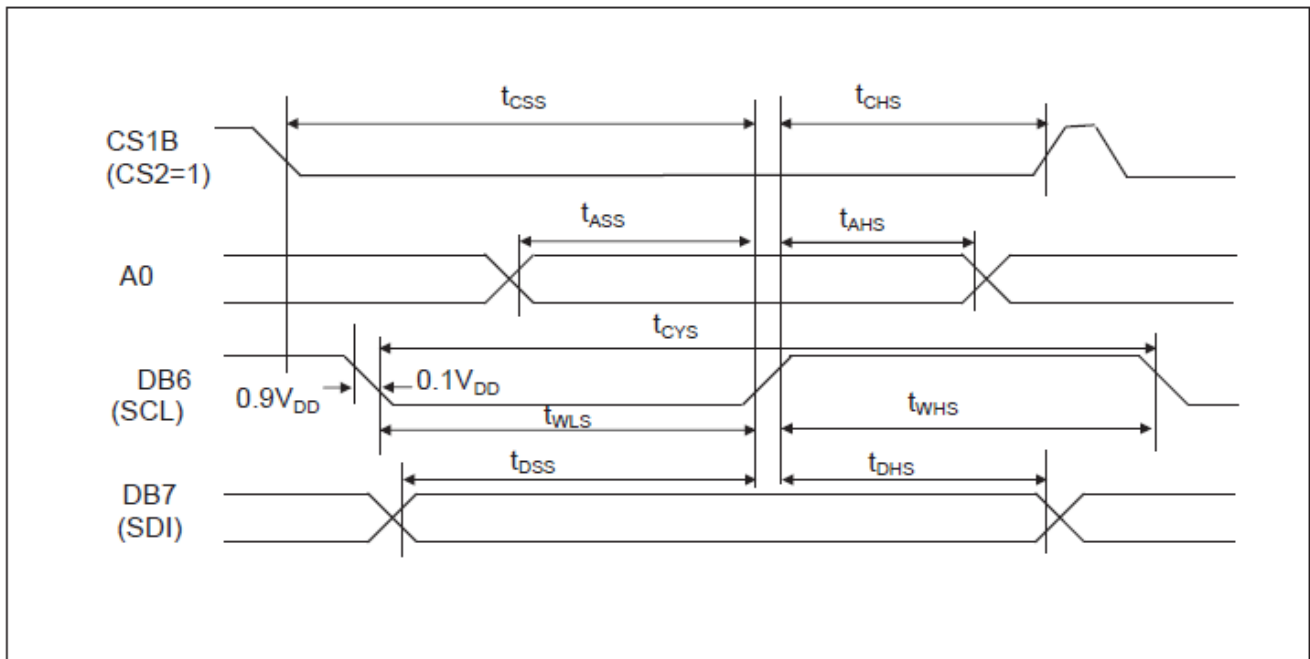 tCSS
tCHS
CS1B
(CS2=1)
tASS
tAHS
A0
tCYS
DB6
(SCL)
0.9VDD
0.1VDD
tWLS
tWHS
tDSS
tDHS
DB7
(SDI)